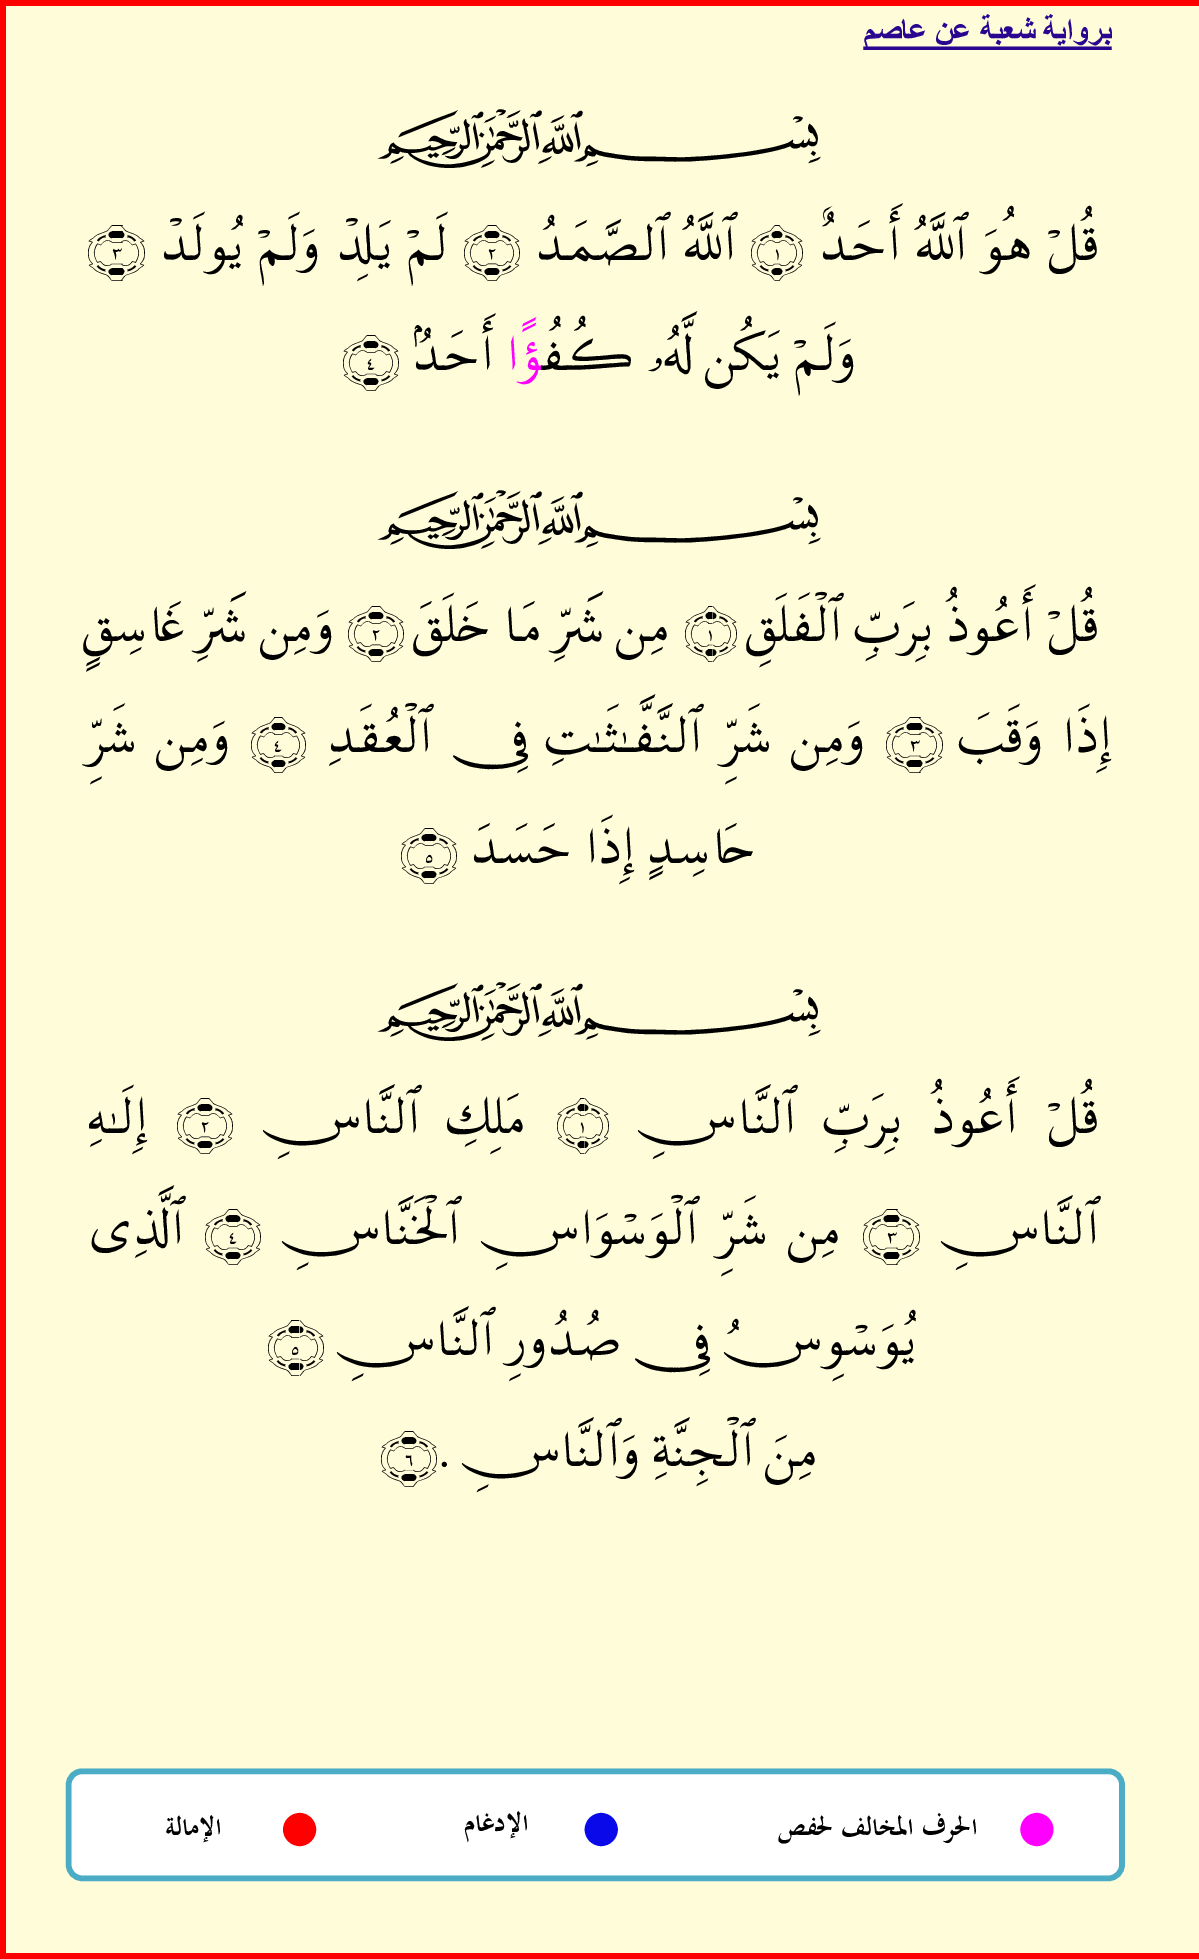 برواية شعبة عن عاصم
بِسْمِ ٱللَّهِ ٱلرَّحْمَٰنِ ٱلرَّحِيمِ
قُلْ هُوَ ٱللَّهُ أَحَدٌ ١ ٱللَّهُ ٱلصَّمَدُ ٢ لَمْ يَلِدْ وَلَمْ يُولَدْ ٣
وَلَمْ يَكُن لَّهُۥ كُفُؤًا أَحَدُۢ ٤
بِسْمِ ٱللَّهِ ٱلرَّحْمَٰنِ ٱلرَّحِيمِ
قُلْ أَعُوذُ بِرَبِّ ٱلْفَلَقِ ١ مِن شَرِّ مَا خَلَقَ ٢ وَمِن شَرِّ غَاسِقٍ
إِذَا وَقَبَ ٣ وَمِن شَرِّ ٱلنَّفَّٰثَٰتِ فِى ٱلْعُقَدِ ٤ وَمِن شَرِّ
حَاسِدٍ إِذَا حَسَدَ ٥
بِسْمِ ٱللَّهِ ٱلرَّحْمَٰنِ ٱلرَّحِيمِ
قُلْ أَعُوذُ بِرَبِّ ٱلنَّاسِ ١ مَلِكِ ٱلنَّاسِ ٢ إِلَٰهِ
ٱلنَّاسِ ٣ مِن شَرِّ ٱلْوَسْوَاسِ ٱلْخَنَّاسِ ٤ ٱلَّذِى
يُوَسْوِسُ فِى صُدُورِ ٱلنَّاسِ ٥
مِنَ ٱلْجِنَّةِ وَٱلنَّاسِ .٦
الحرف المخالف لحفص الإدغام الإمالة